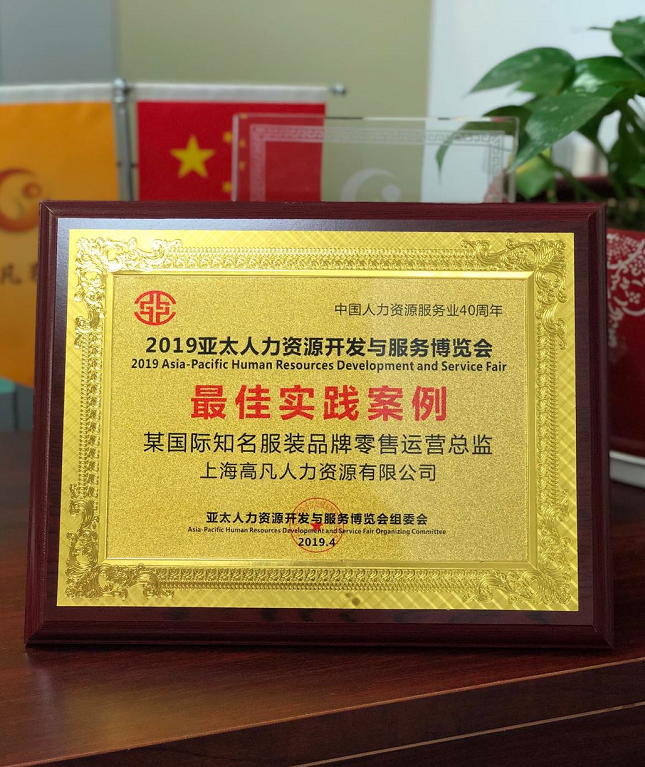 中国人力资源服务业40周年
2019亚太人力资源开发与服务博览会
2019 Asia-Pacific Human Resources Development and Service Fair
最佳实践案例
某国际知名服装品牌零售运营总监
上海高凡人力资源有限公司
亚太人力资源开发与服务博览会组委会
Asia-Pacific Human Resources Development and Service Fair Organizing Committee
2019.4
凡